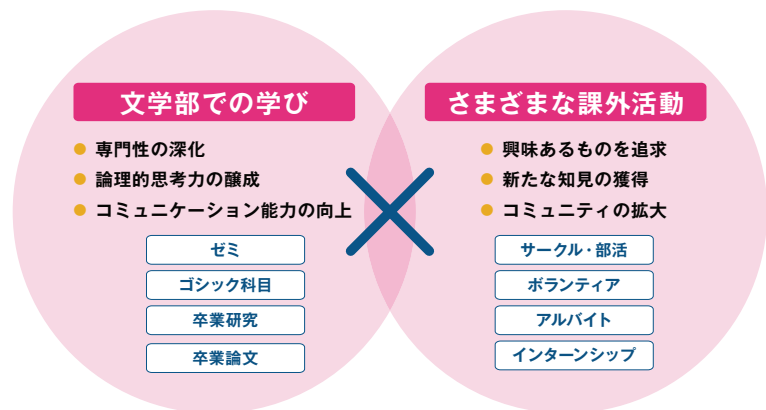 文学部での学び
● 専門性の深化
● 論理的思考力の醸成
● コミュニケーション能力の向上
ゼミ
ゴシック科目
卒業研究
卒業論文
×
さまざまな課外活動
● 興味あるものを追求
● 新たな知見の獲得
● コミュニティの拡大
サークル・部活
ボランティア
アルバイト
インターンシップ